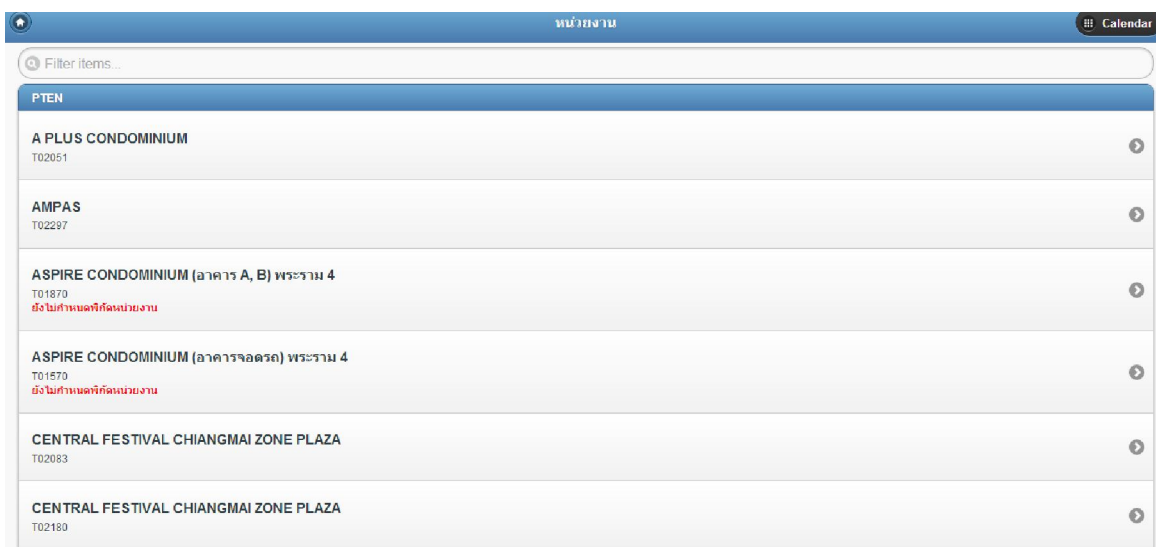 หน่วยงาน
Calendar
Filter items...
PTEN
A PLUS CONDOMINIUM
T02051
AMPAS
T02297
ASPIRE CONDOMINIUM (อาคาร A, B) พระราม 4
T01870
ยังไม่กำหนดพิกัดหน่วยงาน
ASPIRE CONDOMINIUM (อาคารจอดรถ) พระราม 4
T01570
ยังไม่กำหนดพิกัดหน่วยงาน
CENTRAL FESTIVAL CHIANGMAI ZONE PLAZA
T02083
CENTRAL FESTIVAL CHIANGMAI ZONE PLAZA
T02180